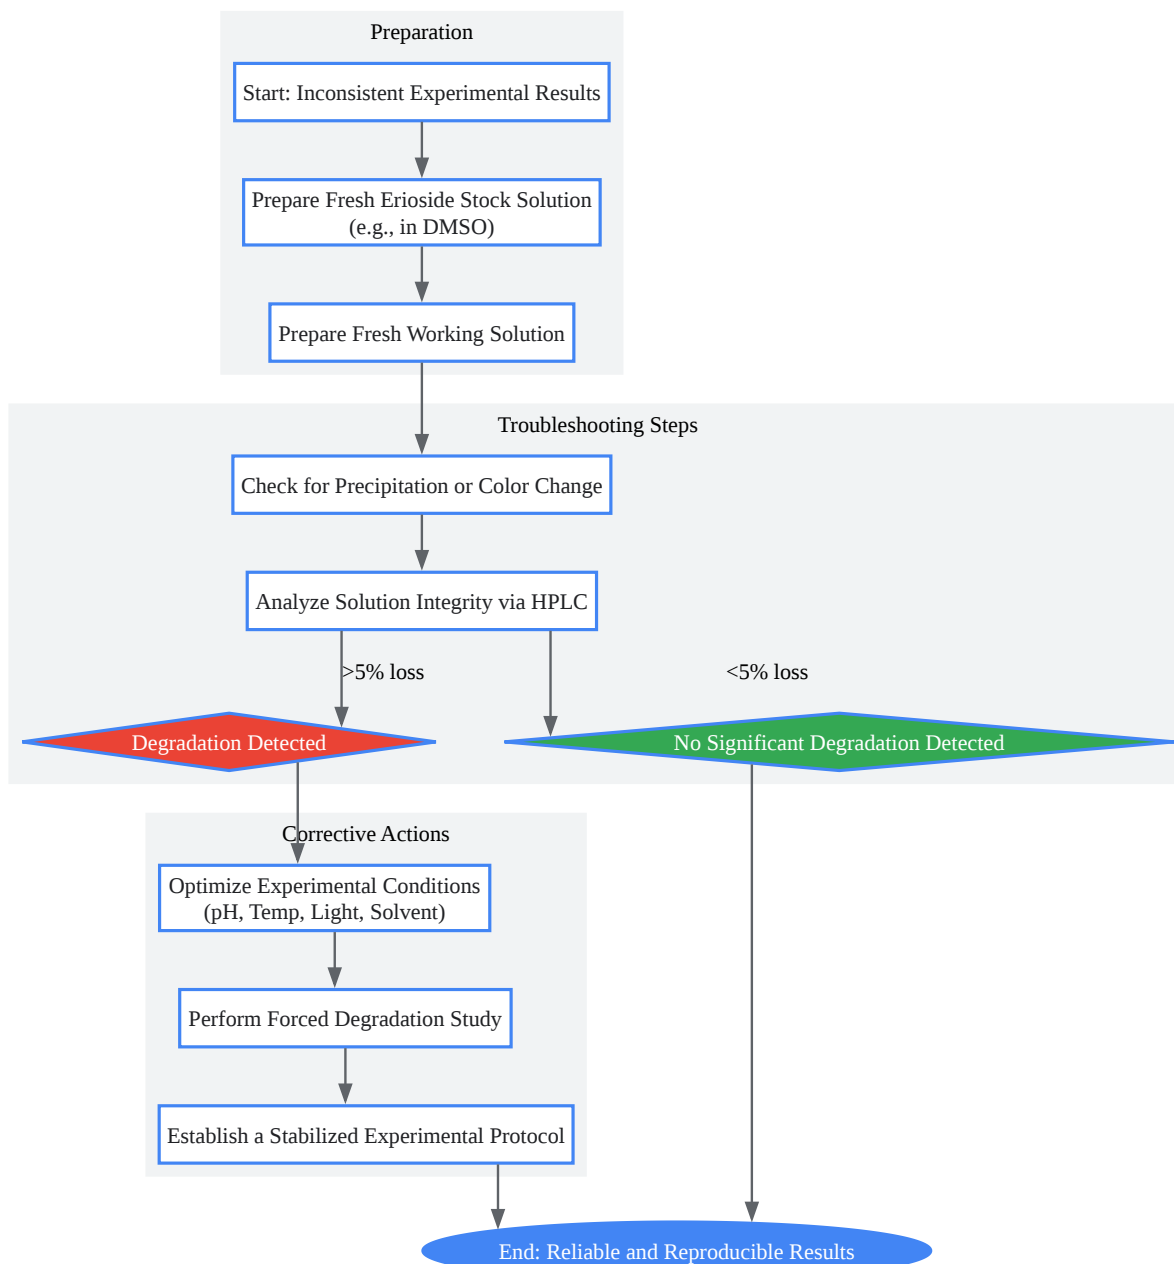 Preparation
Start: Inconsistent Experimental Results
Prepare Fresh Erioside Stock Solution
(e.g., in DMSO)
Prepare Fresh Working Solution
Troubleshooting Steps
Check for Precipitation or Color Change
Analyze Solution Integrity via HPLC
>5% loss
<5% loss
Degradation Detected
No Significant Degradation Detected
Corrective Actions
Optimize Experimental Conditions
(pH, Temp, Light, Solvent)
Perform Forced Degradation Study
Establish a Stabilized Experimental Protocol
End: Reliable and Reproducible Results